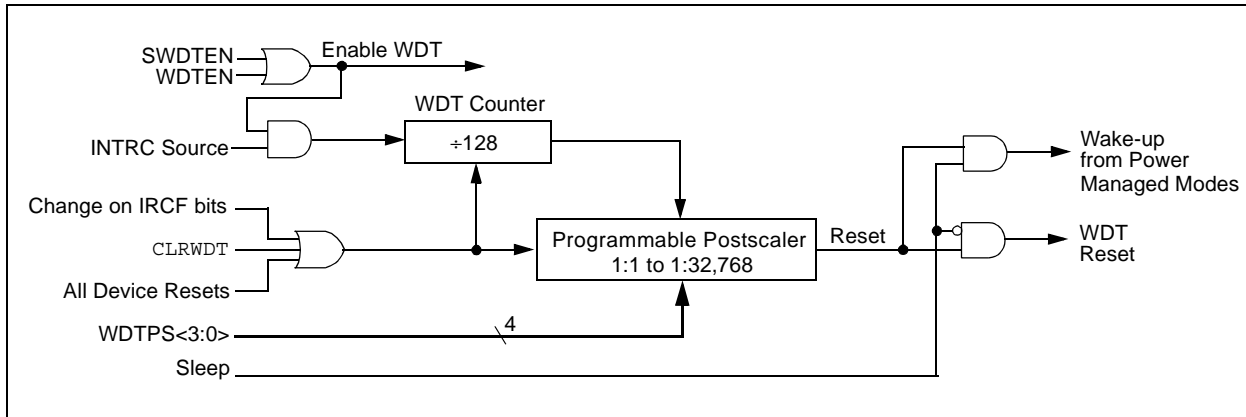 SWDTEN
WDTEN
Enable WDT
WDT Counter
÷128
INTRC Source
Wake-up
from Power
Managed Modes
Change on IRCF bits
CLRWDT
All Device Resets
Programmable Postscaler
1:1 to 1:32,768
Reset
WDT
Reset
WDTPS<3:0>
4
Sleep